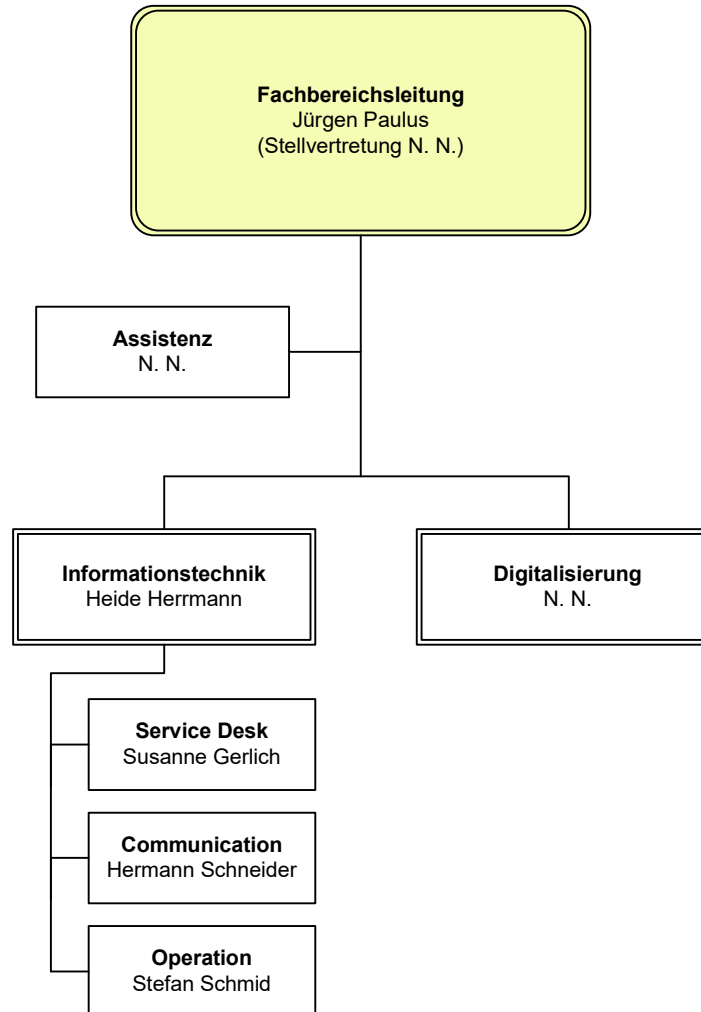 Fachbereichsleitung
Jürgen Paulus
(Stellvertretung N. N.)
Assistenz
N. N.
Informationstechnik
Heide Herrmann
Digitalisierung
N. N.
Service Desk
Susanne Gerlich
Communication
Hermann Schneider
Operation
Stefan Schmid